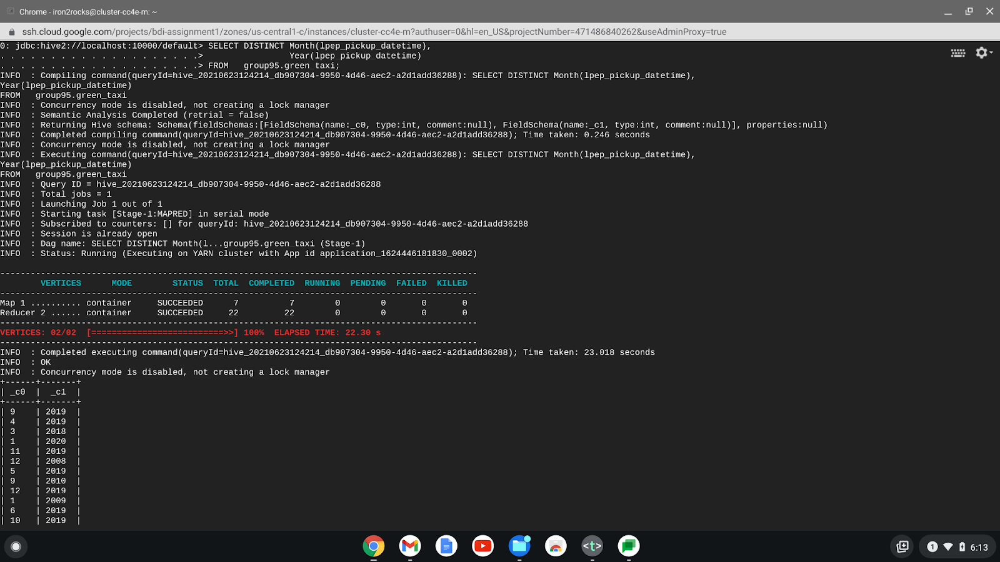 Chrome - iron2rocks@cluster-cc4e-m: ~
ssh.cloud.google.com/projects/bdi-assignment1/zones/us-central1-c/instances/cluster-cc4e-m?authuser=0&hl=en_US&projectNumber=471486840262&useAdminProxy=true
0: jdbc:hive2://localhost:10000/default> SELECT DISTINCT Month(lpep_pickup_datetime),
. . . . . . . . . . . . . . . . . . . .>                 Year(lpep_pickup_datetime)
. . . . . . . . . . . . . . . . . . . .> FROM   group95.green_taxi;
INFO  : Compiling command(queryId=hive_20210623124214_db907304-9950-4d46-aec2-a2d1add36288): SELECT DISTINCT Month(lpep_pickup_datetime),
Year(lpep_pickup_datetime)
FROM   group95.green_taxi
INFO  : Concurrency mode is disabled, not creating a lock manager
INFO  : Semantic Analysis Completed (retrial = false)
INFO  : Returning Hive schema: Schema(fieldSchemas:[FieldSchema(name:_c0, type:int, comment:null), FieldSchema(name:_c1, type:int, comment:null)], properties:null)
INFO  : Completed compiling command(queryId=hive_20210623124214_db907304-9950-4d46-aec2-a2d1add36288); Time taken: 0.246 seconds
INFO  : Concurrency mode is disabled, not creating a lock manager
INFO  : Executing command(queryId=hive_20210623124214_db907304-9950-4d46-aec2-a2d1add36288): SELECT DISTINCT Month(lpep_pickup_datetime),
Year(lpep_pickup_datetime)
FROM   group95.green_taxi
INFO  : Query ID = hive_20210623124214_db907304-9950-4d46-aec2-a2d1add36288
INFO  : Total jobs = 1
INFO  : Launching Job 1 out of 1
INFO  : Starting task [Stage-1:MAPRED] in serial mode
INFO  : Subscribed to counters: [] for queryId: hive_20210623124214_db907304-9950-4d46-aec2-a2d1add36288
INFO  : Session is already open
INFO  : Dag name: SELECT DISTINCT Month(l...group95.green_taxi (Stage-1)
INFO  : Status: Running (Executing on YARN cluster with App id application_1624446181830_0002)
----------------------------------------------------------------------------------------------
        VERTICES      MODE        STATUS  TOTAL  COMPLETED  RUNNING  PENDING  FAILED  KILLED
----------------------------------------------------------------------------------------------
Map 1 .......... container     SUCCEEDED      7          7        0        0       0       0
Reducer 2 ...... container     SUCCEEDED     22         22        0        0       0       0
----------------------------------------------------------------------------------------------
VERTICES: 02/02  [==========================>>] 100%  ELAPSED TIME: 22.30 s
----------------------------------------------------------------------------------------------
INFO  : Completed executing command(queryId=hive_20210623124214_db907304-9950-4d46-aec2-a2d1add36288); Time taken: 23.018 seconds
INFO  : OK
INFO  : Concurrency mode is disabled, not creating a lock manager
+------+-------+
| _c0  |  _c1  |
+------+-------+
| 9    | 2019  |
| 4    | 2019  |
| 3    | 2018  |
| 1    | 2020  |
| 11   | 2019  |
| 12   | 2008  |
| 5    | 2019  |
| 9    | 2010  |
| 12   | 2019  |
| 1    | 2009  |
| 6    | 2019  |
| 10   | 2019  |
<t>
1
6:13